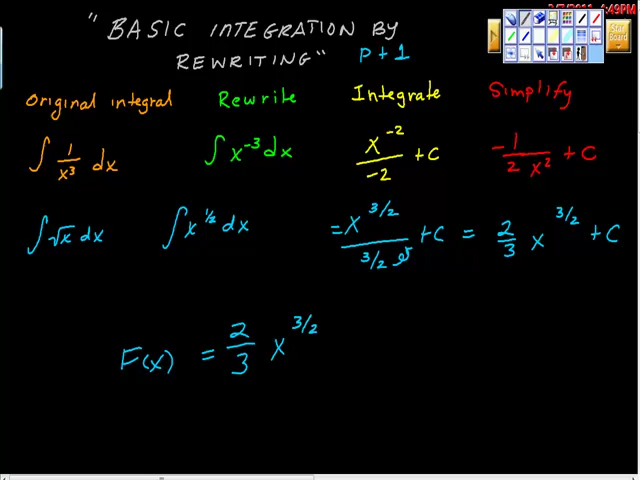 " BASIC INTEGRATION BY
REWRITING" P+1
Original integral Rewrite Integrate Simplify
∫ 1/x³ dx ∫ x⁻³ dx x⁻²/-2 + C -1/2x² + C
∫ √x dx ∫ x^1/2 dx = x^3/2 / 3/2 + C = 2/3 x^3/2 + C
F(x) = 2/3 x^3/2